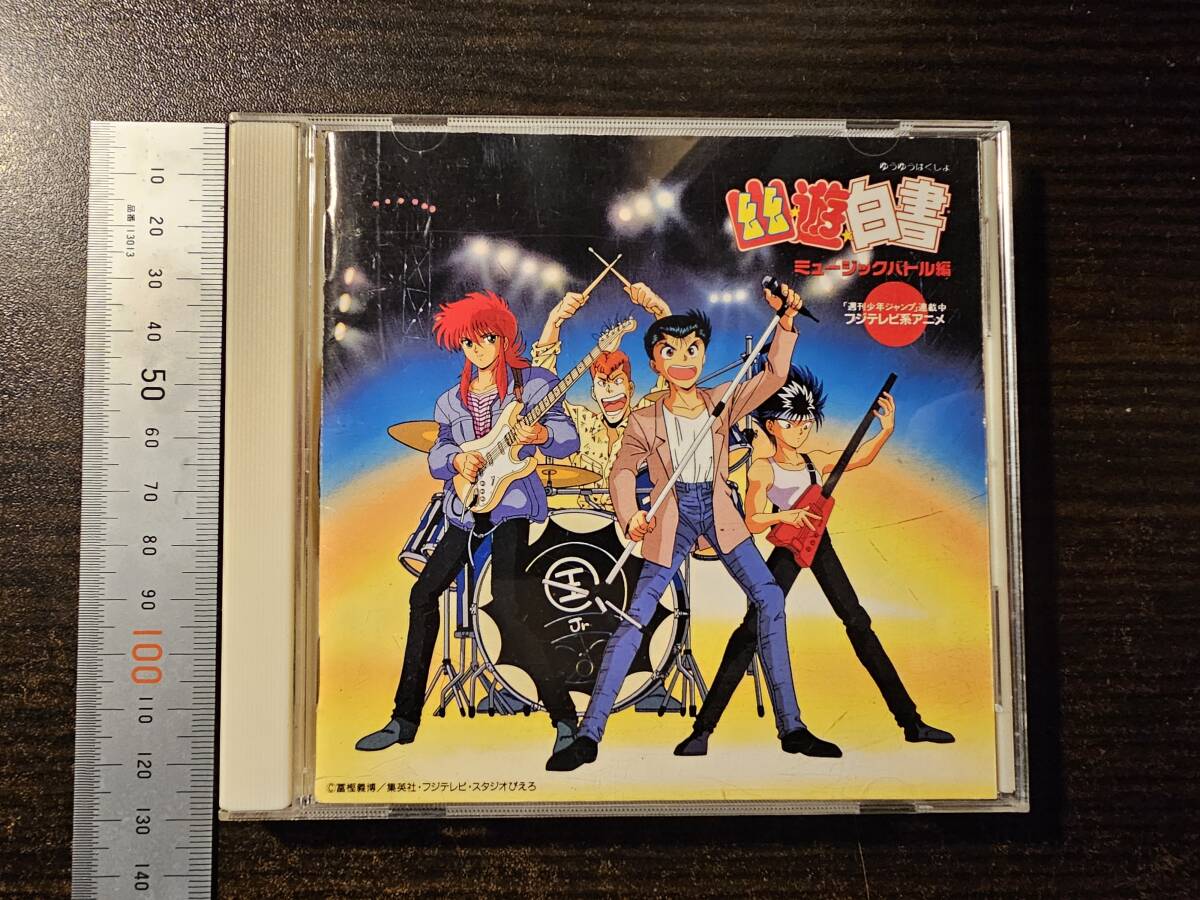 10
品番 13013
20
30
40
50
60
70
80
90
100
110
120
130
140
ゆうゆうはくしょ
幽★遊★白書
ミュージックバトル編
「週刊少年ジャンプ」連載中
フジテレビ系アニメ
Jr
©冨樫義博/集英社・フジテレビ・スタジオぴえろ